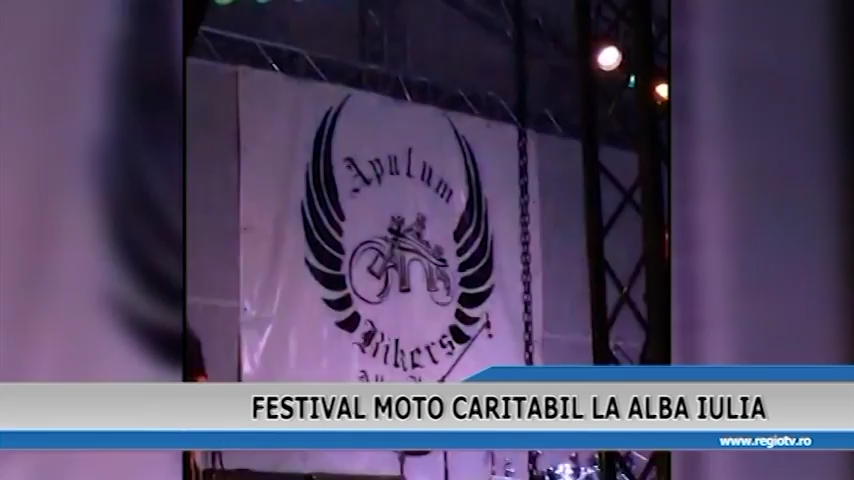 Apulum
Bikers
FESTIVAL MOTO CARITABIL LA ALBA IULIA
www.regiotv.ro